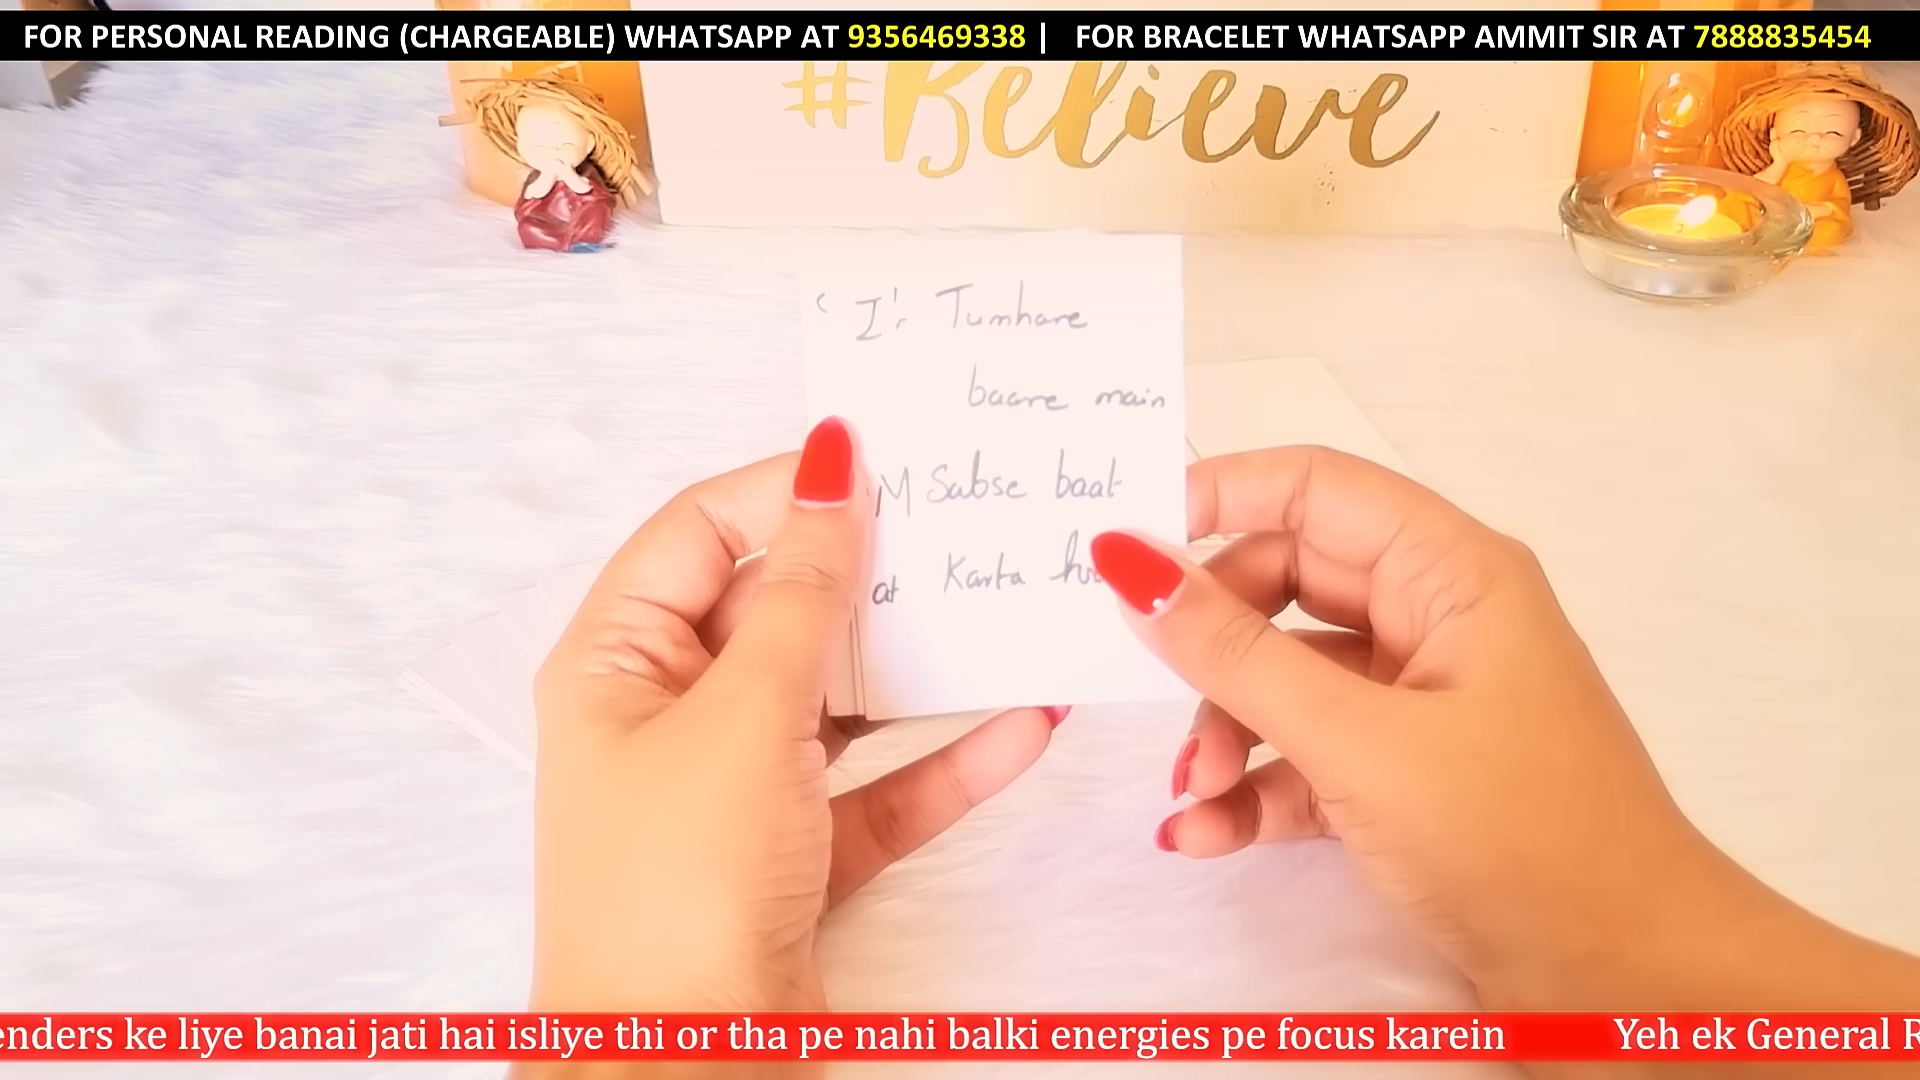 FOR PERSONAL READING (CHARGEABLE) WHATSAPP AT 9356469338 | FOR BRACELET WHATSAPP AMMIT SIR AT 7888835454
#Believe
Tumhare
baare main
M Sabse baat
at Karta
enders ke liye banai jati hai isliye thi or tha pe nahi balki energies pe focus karein Yeh ek General R